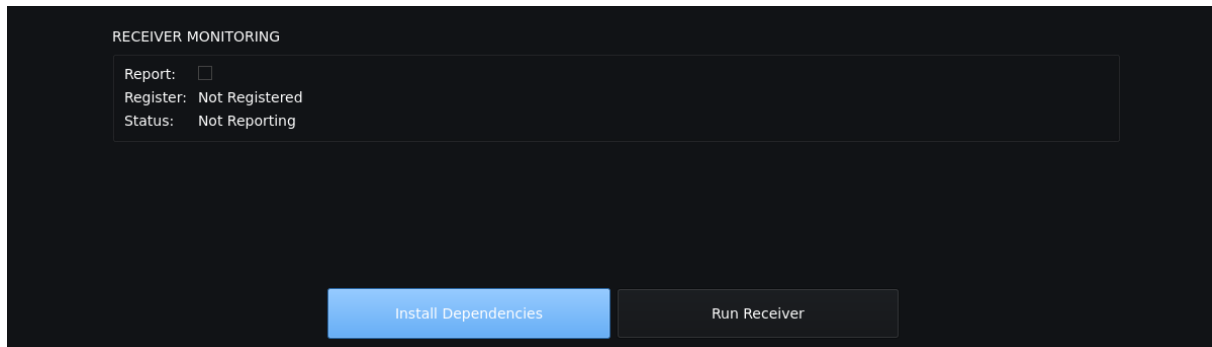 RECEIVER MONITORING
Report:
Register: Not Registered
Status: Not Reporting
Install Dependencies Run Receiver